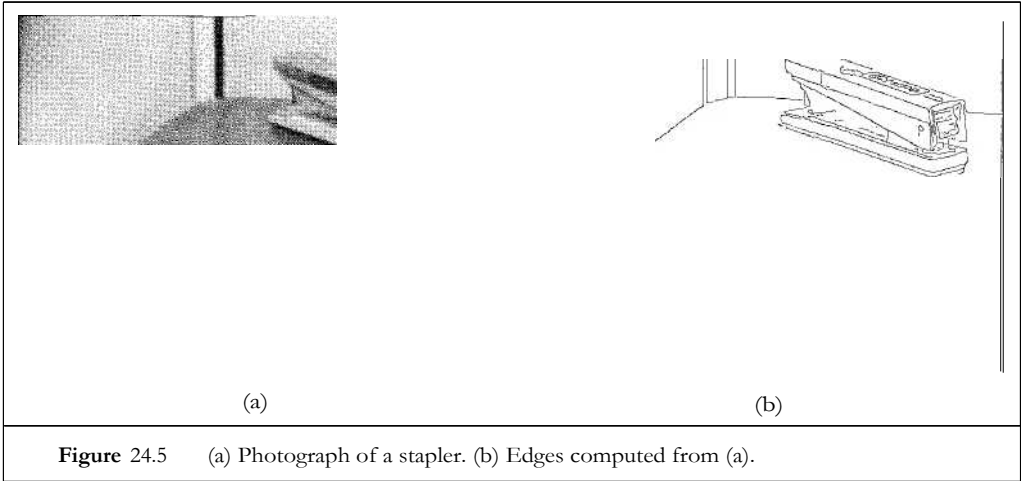 (a)
(b)
Figure 24.5 (a) Photograph of a stapler. (b) Edges computed from (a).